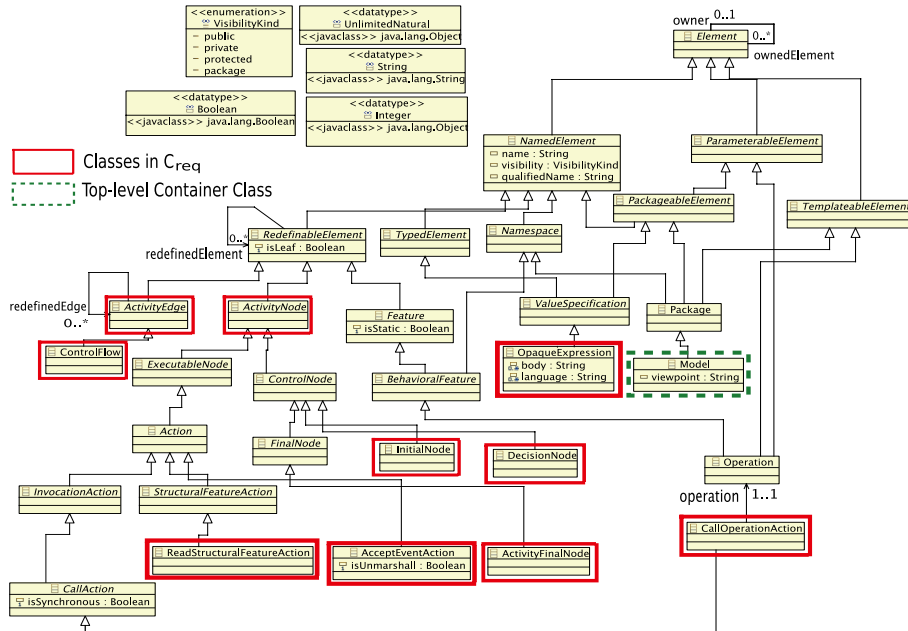 <<enumeration>>
VisibilityKind
public
private
protected
package
<<datatype>>
UnlimitedNatural
<<javaclass>> java.lang.Object
<<datatype>>
String
<<javaclass>> java.lang.String
<<datatype>>
Boolean
<<javaclass>> java.lang.Boolean
<<datatype>>
Integer
<<javaclass>> java.lang.Object
owner
0..1
Element
0..*
ownedElement
Classes in Creq
Top-level Container Class
NamedElement
name : String
visibility : VisibilityKind
qualifiedName : String
ParameterableElement
PackageableElement
TemplateableElement
0..*
redefinedElement
RedefinableElement
isLeaf : Boolean
TypedElement
Namespace
redefinedEdge
0..*
ActivityEdge
ActivityNode
Feature
isStatic : Boolean
ValueSpecification
Package
ControlFlow
ExecutableNode
ControlNode
BehavioralFeature
OpaqueExpression
body : String
language : String
Model
viewpoint : String
Action
FinalNode
InitialNode
DecisionNode
Operation
InvocationAction
StructuralFeatureAction
operation
1..1
CallOperationAction
ReadStructuralFeatureAction
AcceptEventAction
isUnmarshall : Boolean
ActivityFinalNode
CallAction
isSynchronous : Boolean